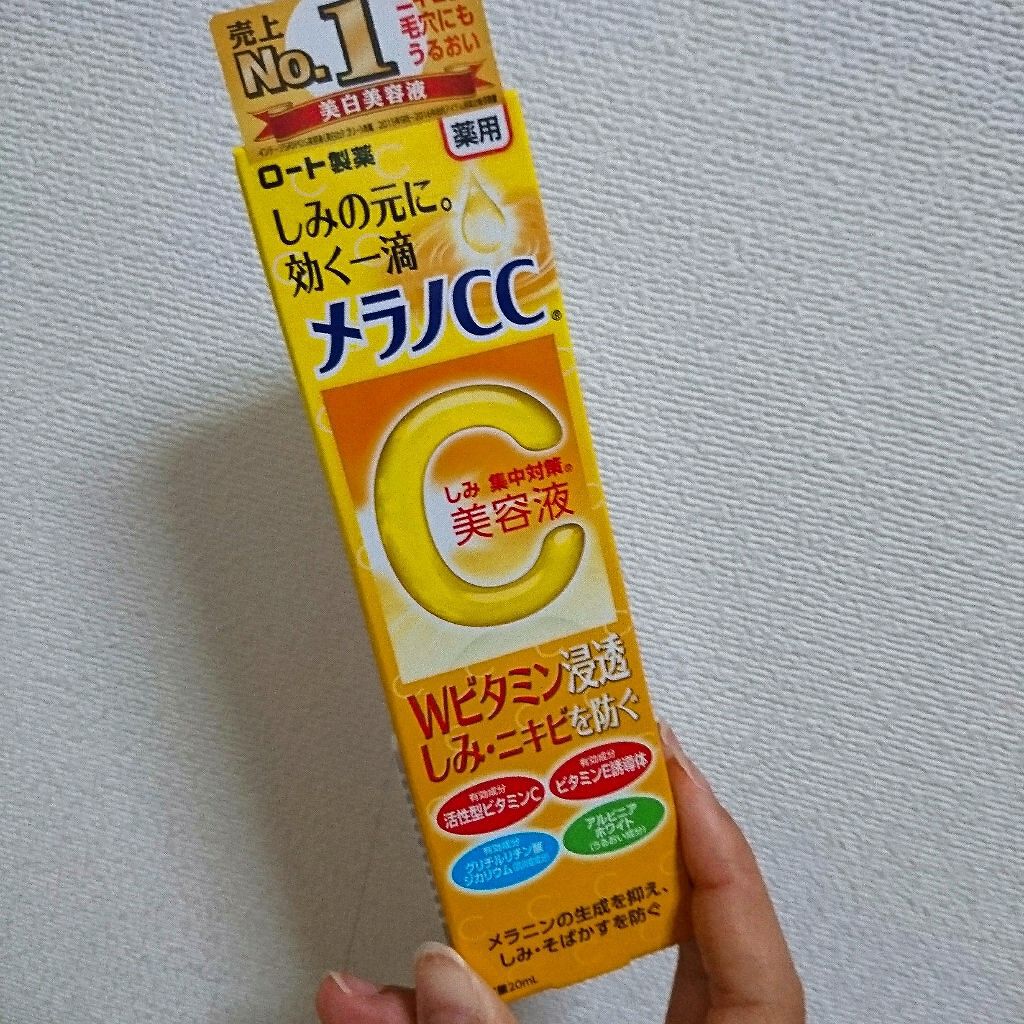 売上
No.1
毛穴にも
うるおい
美白美容液
薬用
ロート製薬
しみの元に。
効く一滴
メラノCC®
しみ 集中対策®
美容液
Wビタミン浸透
しみ・ニキビを防ぐ
有効成分
活性型ビタミンC
有効成分
ビタミンE誘導体
有効成分
グリチルリチン酸
ジカリウム
アルピニア
ホワイト
(うるおい成分)
メラニンの生成を抑え、
しみ・そばかすを防ぐ
量20mL